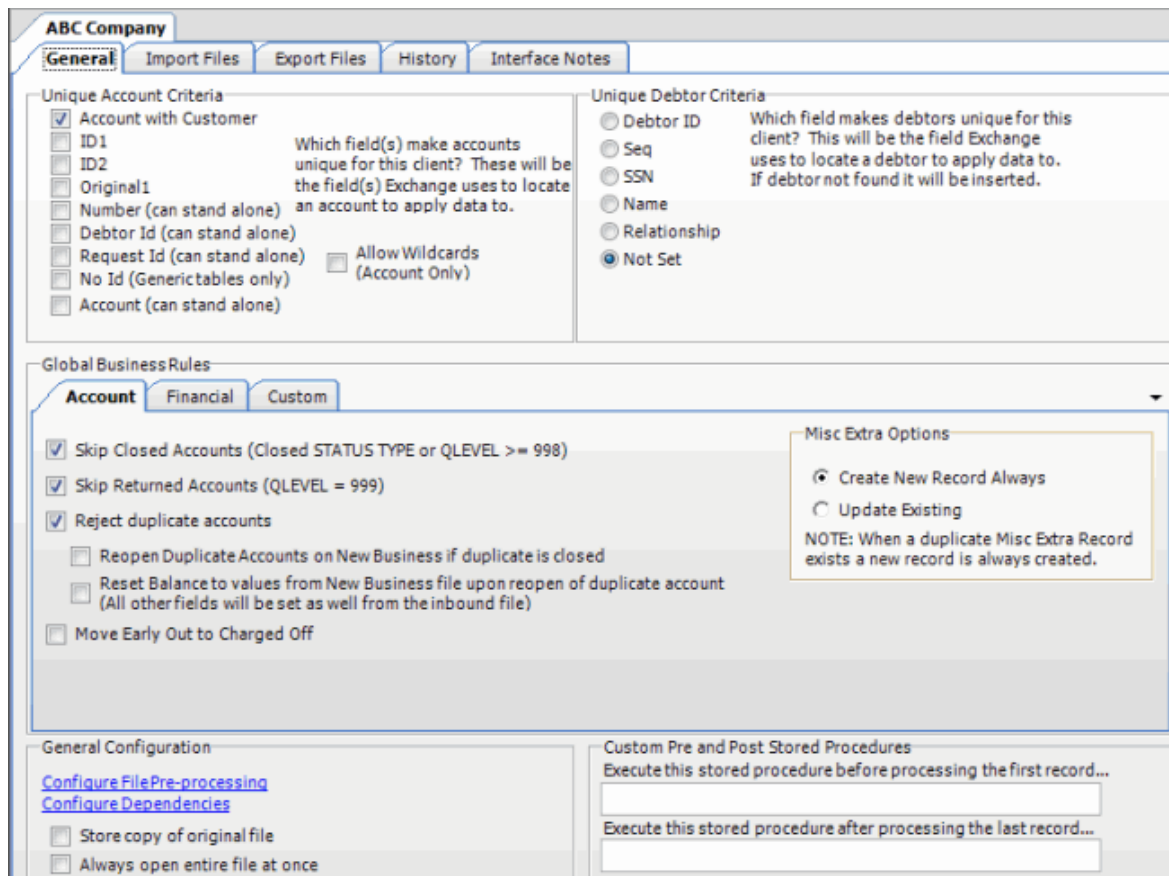 ABC Company
General
Import Files
Export Files
History
Interface Notes
Unique Account Criteria
Account with Customer
ID1
ID2
Original1
Number (can stand alone)
Debtor Id (can stand alone)
Request Id (can stand alone)
No Id (Generic tables only)
Account (can stand alone)
Which field(s) make accounts
unique for this client? These will be
the field(s) Exchange uses to locate
an account to apply data to.
Allow Wildcards
(Account Only)
Unique Debtor Criteria
Debtor ID
Seq
SSN
Name
Relationship
Not Set
Which field makes debtors unique for this
client? This will be the field Exchange
uses to locate a debtor to apply data to.
If debtor not found it will be inserted.
Global Business Rules
Account
Financial
Custom
Skip Closed Accounts (Closed STATUS TYPE or QLEVEL >= 998)
Skip Returned Accounts (QLEVEL = 999)
Reject duplicate accounts
Reopen Duplicate Accounts on New Business if duplicate is closed
Reset Balance to values from New Business file upon reopen of duplicate account
(All other fields will be set as well from the inbound file)
Move Early Out to Charged Off
Misc Extra Options
Create New Record Always
Update Existing
NOTE: When a duplicate Misc Extra Record
exists a new record is always created.
General Configuration
Configure File Pre-processing
Configure Dependencies
Store copy of original file
Always open entire file at once
Custom Pre and Post Stored Procedures
Execute this stored procedure before processing the first record...
Execute this stored procedure after processing the last record...